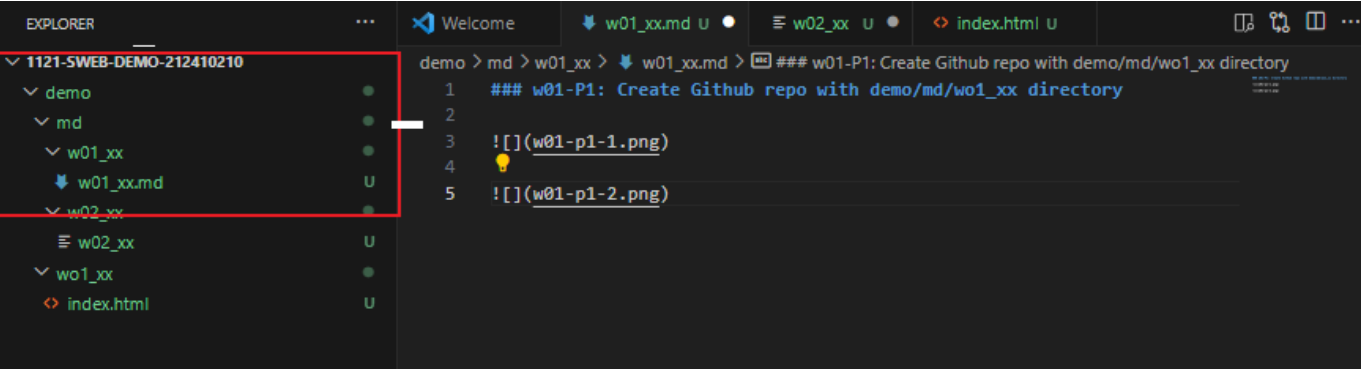 EXPLORER ...
Welcome
w01_xx.md U
w02_xx U
index.html U
1121-SWEB-DEMO-212410210
demo
md
w01_xx
w01_xx.md U
w02_xx
w02_xx U
wo1_xx
index.html U
demo > md > w01_xx > w01_xx.md > abc ### w01-P1: Create Github repo with demo/md/wo1_xx directory
1 ### w01-P1: Create Github repo with demo/md/wo1_xx directory
2
3 ![](w01-p1-1.png)
4
5 ![](w01-p1-2.png)